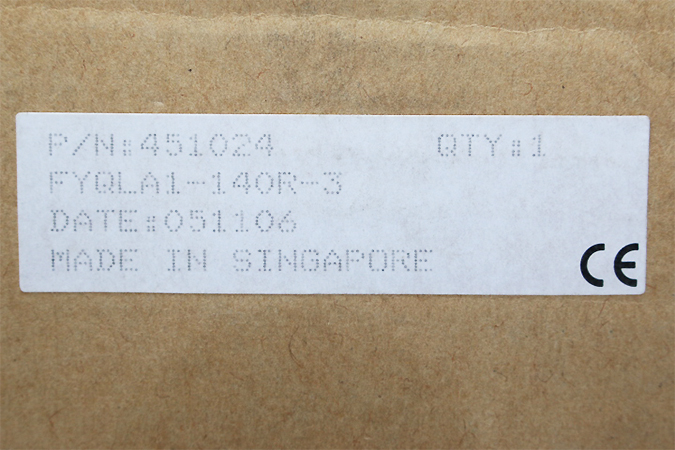 P/N:451024 QTY:1
FYQLA1-140R-3
DATE:051106
MADE IN SINGAPORE
CE